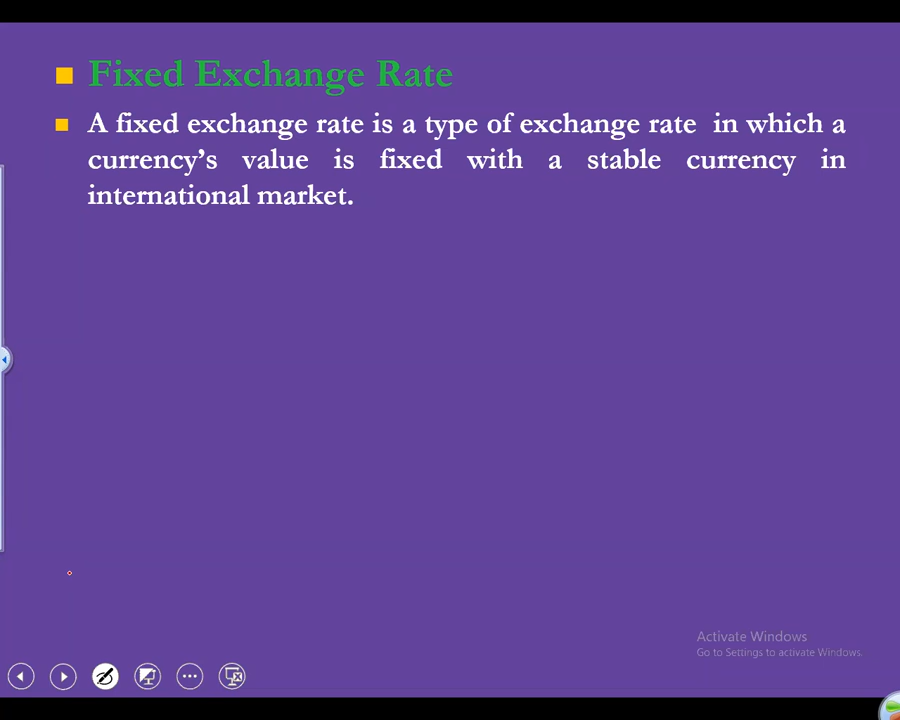 Fixed Exchange Rate
A fixed exchange rate is a type of exchange rate in which a
currency’s value is fixed with a stable currency in
international market.
Activate Windows
Go to Settings to activate Windows.